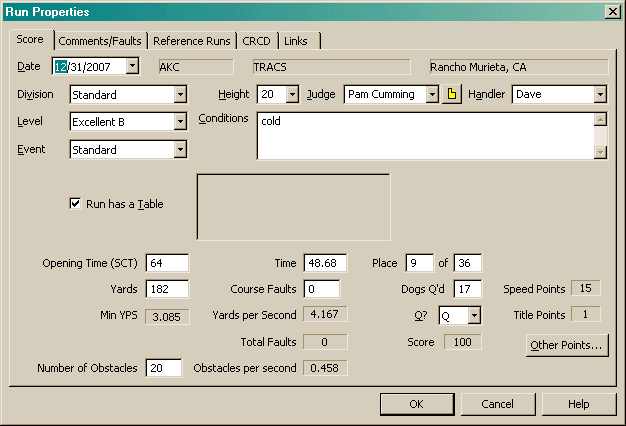 Run Properties
Score Comments/Faults Reference Runs CRCD Links
Date 12/31/2007 AKC TRACS Rancho Murieta, CA
Division Standard Height 20 Judge Pam Cumming Handler Dave
Level Excellent B Conditions cold
Event Standard
Run has a Table
Opening Time (SCT) 64 Time 48.68 Place 9 of 36
Yards 182 Course Faults 0 Dogs Q'd 17 Speed Points 15
Min YPS 3.085 Yards per Second 4.167 Q? Q Title Points 1
Total Faults 0 Score 100 Other Points...
Number of Obstacles 20 Obstacles per second 0.458
OK Cancel Help